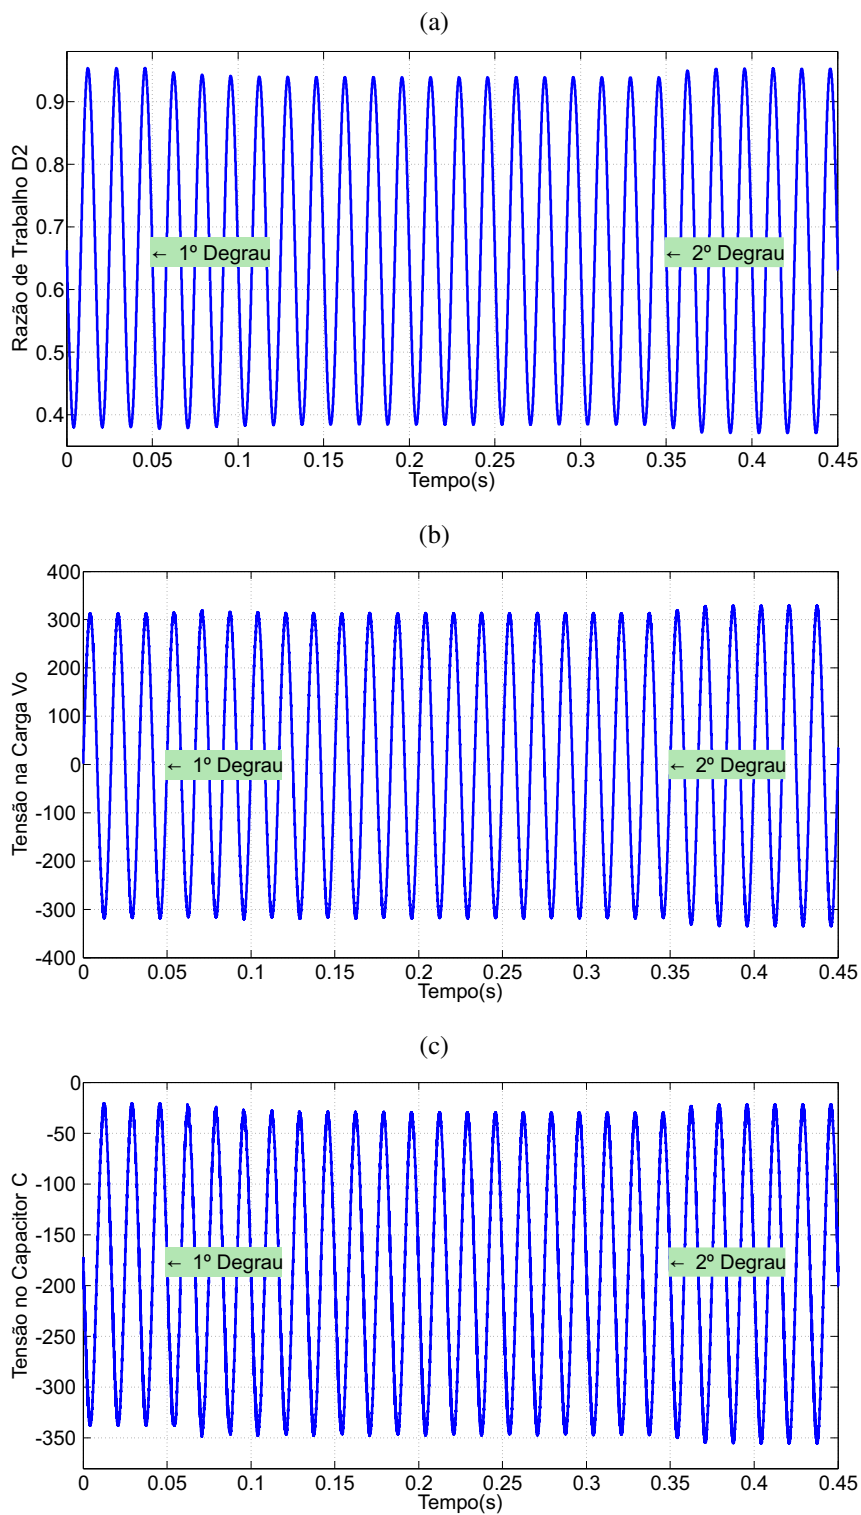 (a)
Razão de Trabalho D2
0.9
0.8
0.7
0.6
0.5
0.4
← 1º Degrau
← 2º Degrau
0 0.05 0.1 0.15 0.2 0.25 0.3 0.35 0.4 0.45
Tempo(s)
(b)
Tensão na Carga Vo
400
300
200
100
0
-100
-200
-300
-400
← 1º Degrau
← 2º Degrau
0 0.05 0.1 0.15 0.2 0.25 0.3 0.35 0.4 0.45
Tempo(s)
(c)
Tensão no Capacitor C
0
-50
-100
-150
-200
-250
-300
-350
← 1º Degrau
← 2º Degrau
0 0.05 0.1 0.15 0.2 0.25 0.3 0.35 0.4 0.45
Tempo(s)